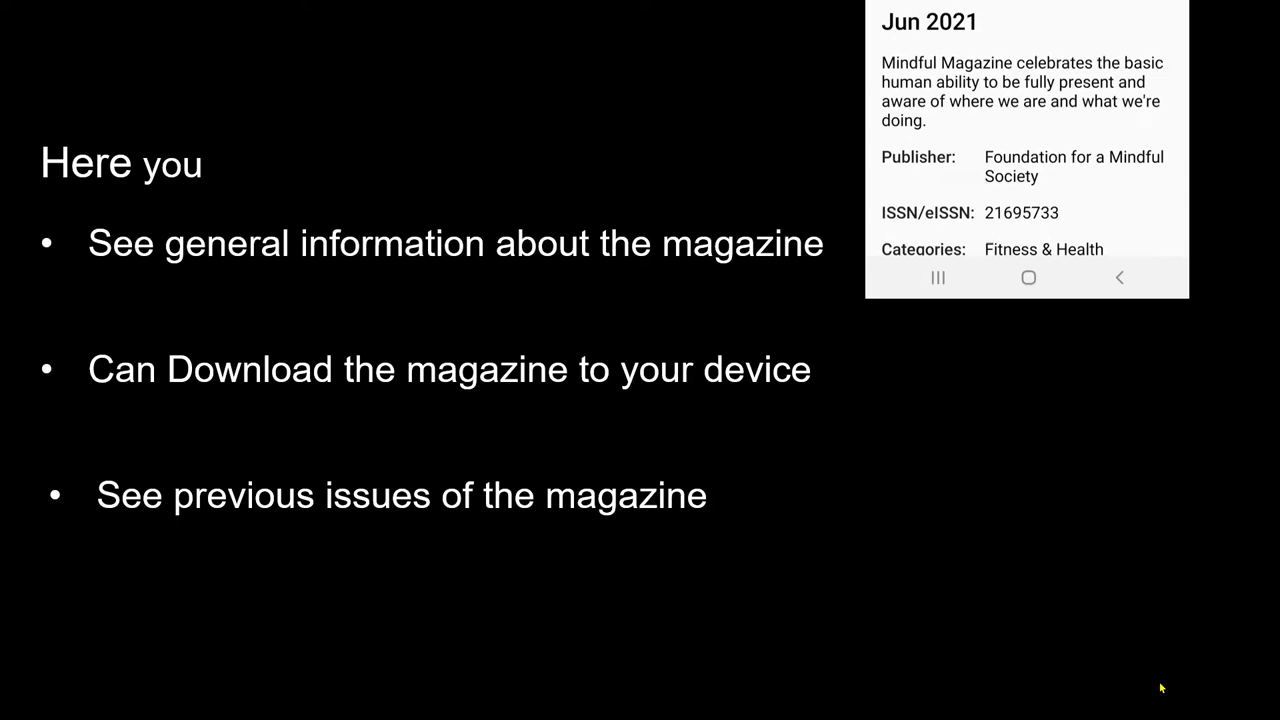 Here you
• See general information about the magazine
• Can Download the magazine to your device
• See previous issues of the magazine
Jun 2021
Mindful Magazine celebrates the basic
human ability to be fully present and
aware of where we are and what we're
doing.
Publisher: Foundation for a Mindful
Society
ISSN/eISSN: 21695733
Categories: Fitness & Health